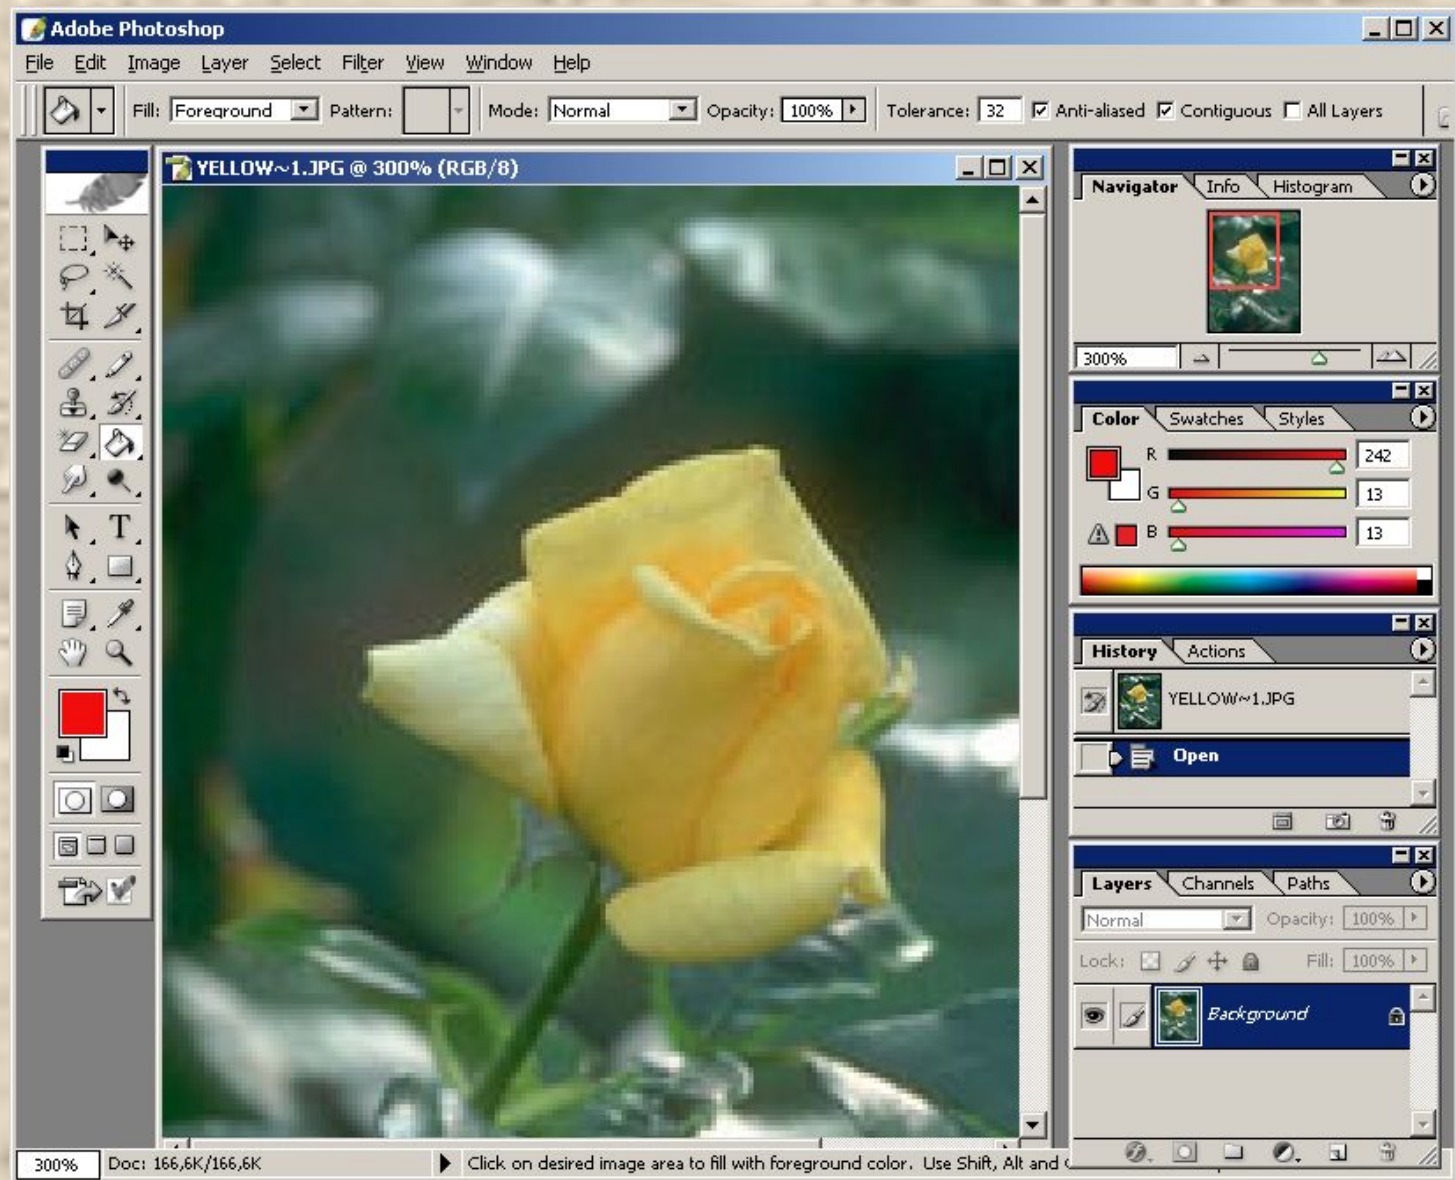 Adobe Photoshop
File Edit Image Layer Select Filter View Window Help
Fill: Foreground Pattern: Mode: Normal Opacity: 100% Tolerance: 32 Anti-aliased Contiguous All Layers
YELLOW~1.JPG @ 300% (RGB/8)
Navigator Info Histogram
300%
Color Swatches Styles
R 242
G 13
B 13
History Actions
YELLOW~1.JPG
Open
Layers Channels Paths
Normal Opacity: 100%
Lock: Fill: 100%
Background
T
300% Doc: 166,6K/166,6K Click on desired image area to fill with foreground color. Use Shift, Alt and